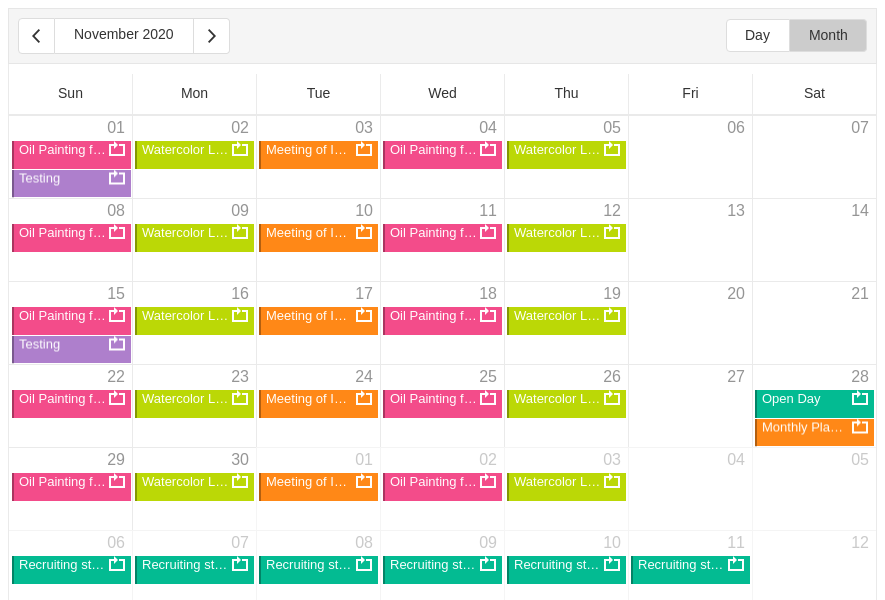 November 2020
Day
Month
Sun Mon Tue Wed Thu Fri Sat
01 02 03 04 05 06 07
Oil Painting f… Watercolor L… Meeting of I… Oil Painting f… Watercolor L…
Testing
08 09 10 11 12 13 14
Oil Painting f… Watercolor L… Meeting of I… Oil Painting f… Watercolor L…
15 16 17 18 19 20 21
Oil Painting f… Watercolor L… Meeting of I… Oil Painting f… Watercolor L…
Testing
22 23 24 25 26 27 28
Oil Painting f… Watercolor L… Meeting of I… Oil Painting f… Watercolor L… Open Day
Monthly Pla…
29 30 01 02 03 04 05
Oil Painting f… Watercolor L… Meeting of I… Oil Painting f… Watercolor L…
06 07 08 09 10 11 12
Recruiting st… Recruiting st… Recruiting st… Recruiting st… Recruiting st… Recruiting st…